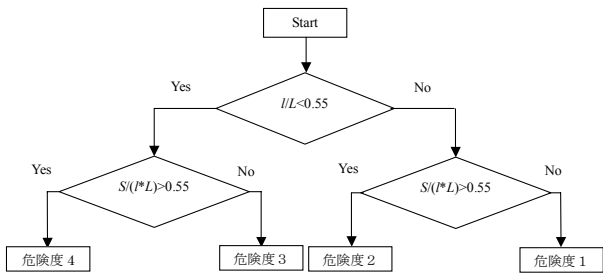 Start
Yes
l/L<0.55
No
Yes
S/(l*L)>0.55
No
Yes
S/(l*L)>0.55
No
危険度 4
危険度 3
危険度 2
危険度 1